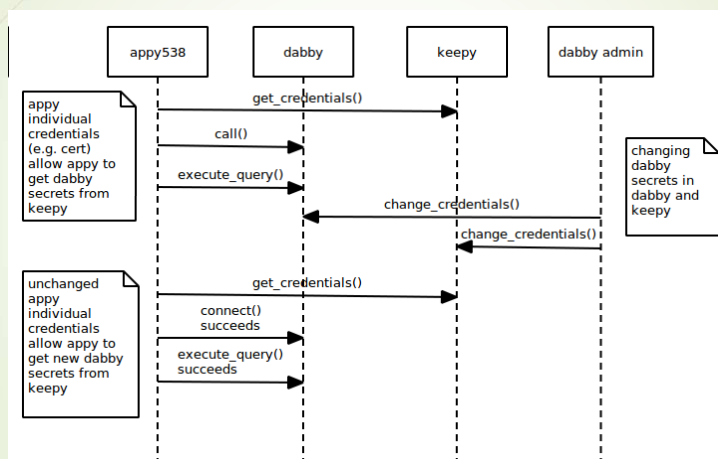 appy538
dabby
keepy
dabby admin
appy
individual
credentials
(e.g. cert)
allow appy to
get dabby
secrets from
keepy
get_credentials()
call()
execute_query()
changing
dabby
secrets in
dabby and
keepy
change_credentials()
change_credentials()
unchanged
appy
individual
credentials
allow appy to
get new dabby
secrets from
keepy
get_credentials()
connect()
succeeds
execute_query()
succeeds